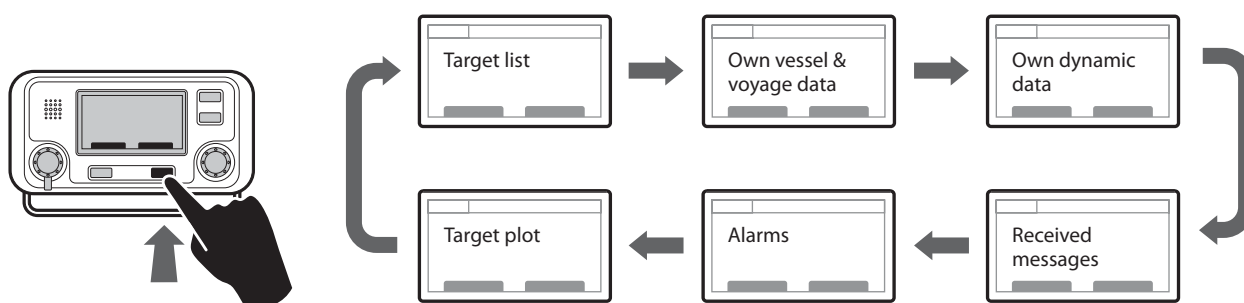 Target list
Own vessel &
voyage data
Own dynamic
data
Target plot
Alarms
Received
messages